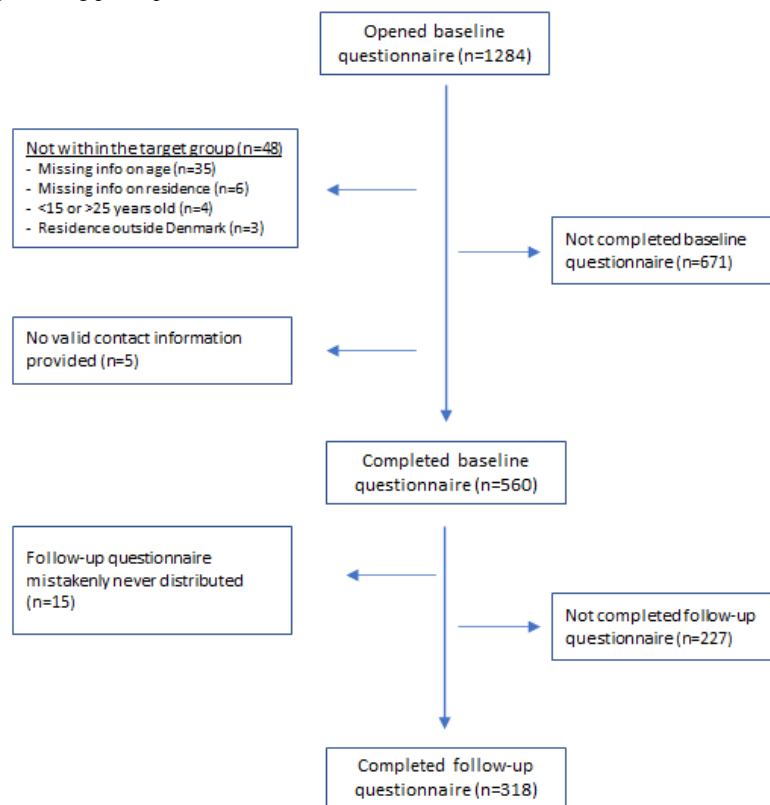 Opened baseline
questionnaire (n=1284)
Not within the target group (n=48)
- Missing info on age (n=35)
- Missing info on residence (n=6)
- <15 or >25 years old (n=4)
- Residence outside Denmark (n=3)
Not completed baseline
questionnaire (n=671)
No valid contact information
provided (n=5)
Completed baseline
questionnaire (n=560)
Follow-up questionnaire
mistakenly never distributed
(n=15)
Not completed follow-up
questionnaire (n=227)
Completed follow-up
questionnaire (n=318)